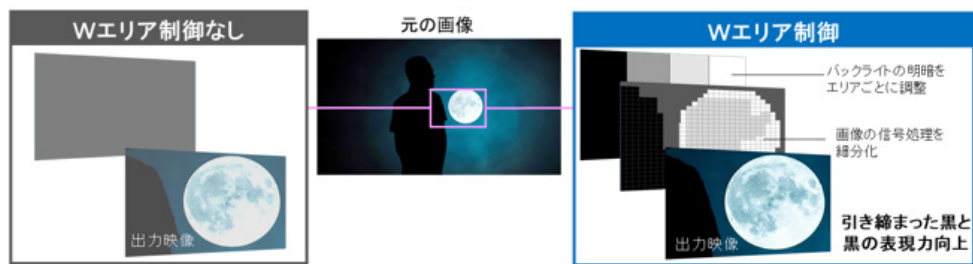 Wエリア制御なし
出力映像
元の画像
Wエリア制御
バックライトの明暗を
エリアごとに調整
画像の信号処理を
細分化
出力映像
引き締まった黒と
黒の表現力向上